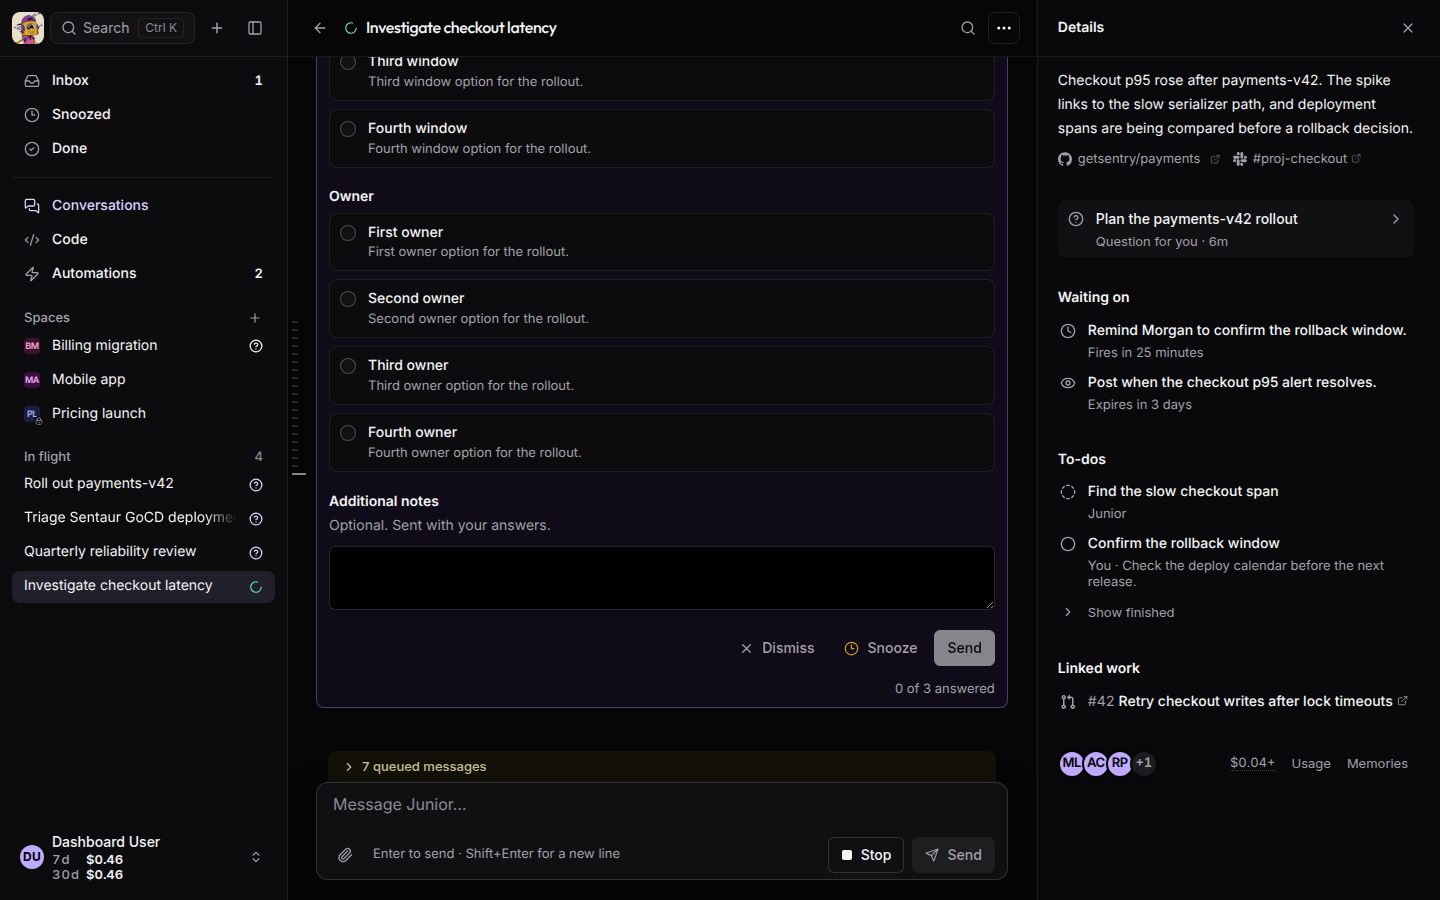 Search Ctrl K
Inbox 1
Snoozed
Done
Conversations
Code
Automations 2
Spaces
BM Billing migration
MA Mobile app
PL Pricing launch
In flight 4
Roll out payments-v42
Triage Sentaur GoCD deployme
Quarterly reliability review
Investigate checkout latency
DU Dashboard User
7d $0.46
30d $0.46
Investigate checkout latency
Third window
Third window option for the rollout.
Fourth window
Fourth window option for the rollout.
Owner
First owner
First owner option for the rollout.
Second owner
Second owner option for the rollout.
Third owner
Third owner option for the rollout.
Fourth owner
Fourth owner option for the rollout.
Additional notes
Optional. Sent with your answers.
Dismiss Snooze Send
0 of 3 answered
7 queued messages
Message Junior...
Enter to send · Shift+Enter for a new line
Stop Send
Details
Checkout p95 rose after payments-v42. The spike
links to the slow serializer path, and deployment
spans are being compared before a rollback decision.
getsentry/payments #proj-checkout
Plan the payments-v42 rollout
Question for you · 6m
Waiting on
Remind Morgan to confirm the rollback window.
Fires in 25 minutes
Post when the checkout p95 alert resolves.
Expires in 3 days
To-dos
Find the slow checkout span
Junior
Confirm the rollback window
You · Check the deploy calendar before the next
release.
Show finished
Linked work
#42 Retry checkout writes after lock timeouts
ML AC RP +1 $0.04+ Usage Memories